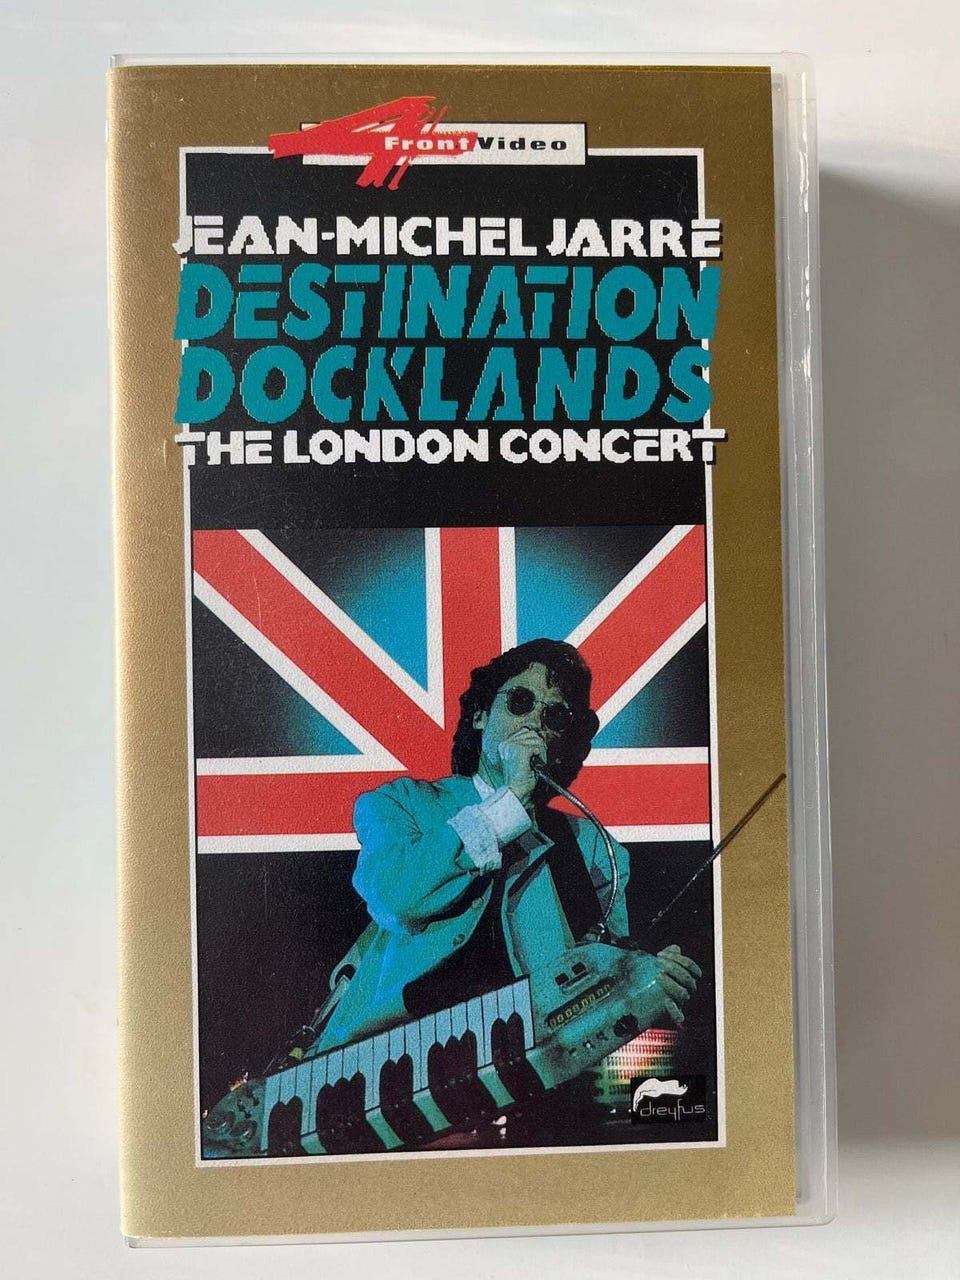 4 Front Video
JEAN-MICHEL JARRE
DESTINATION
DOCKLANDS
THE LONDON CONCERT
dreyfus